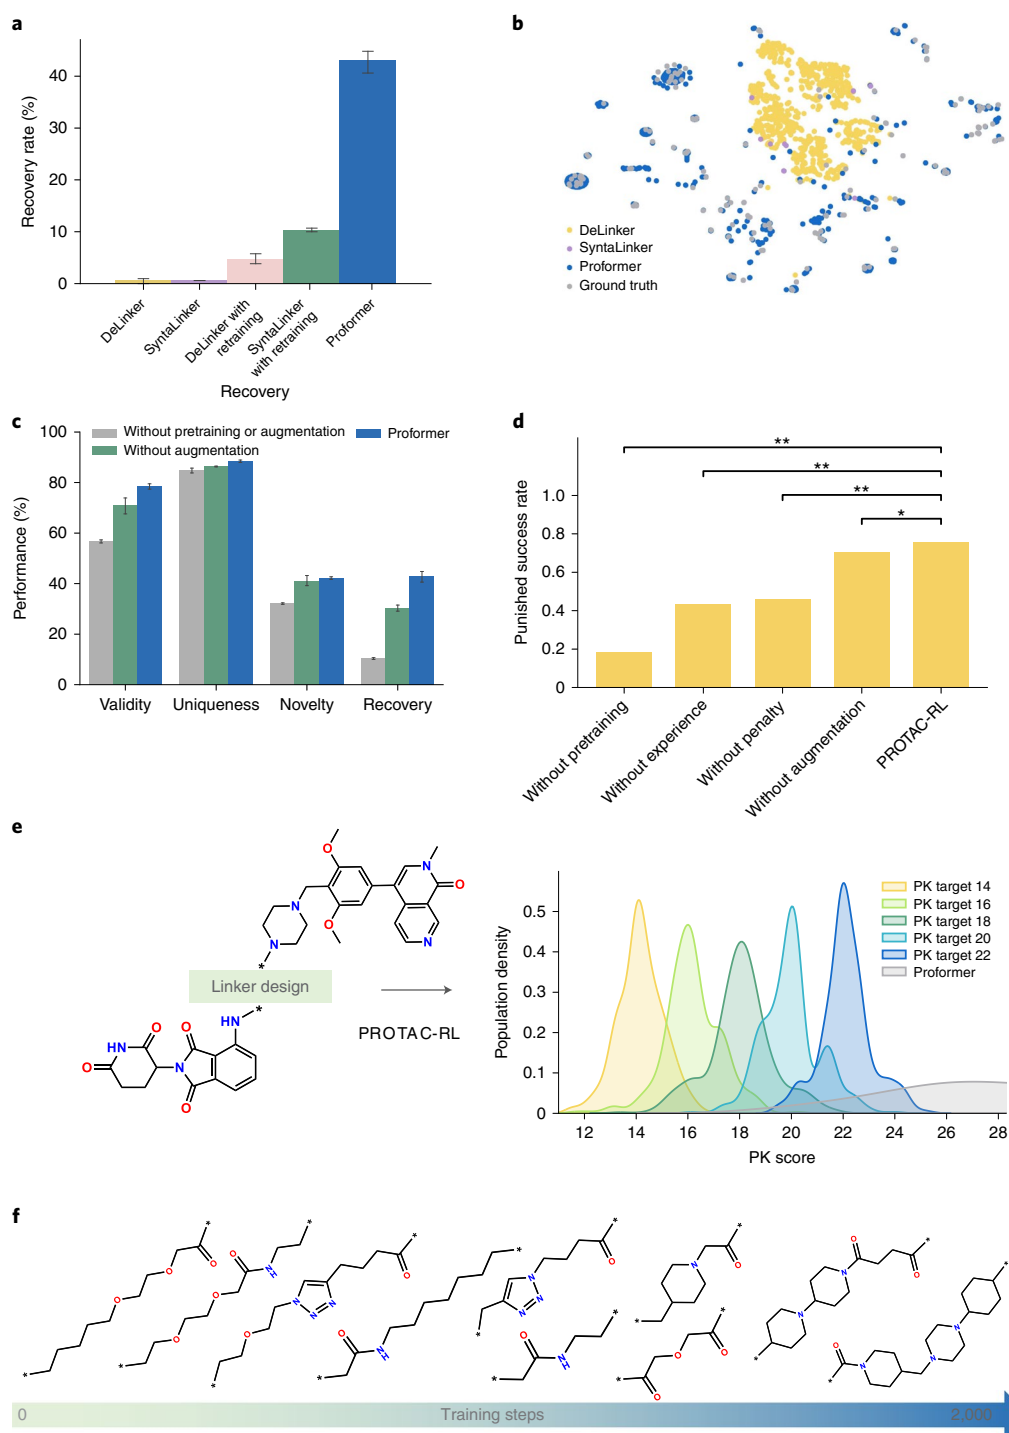 a
Recovery rate (%)
40
30
20
10
0
DeLinker
SyntaLinker
DeLinker with
retraining
SyntaLinker
with retraining
Proformer
Recovery
b
DeLinker
SyntaLinker
Proformer
Ground truth
c
Without pretraining or augmentation
Proformer
Without augmentation
Performance (%)
100
80
60
40
20
0
Validity
Uniqueness
Novelty
Recovery
d
**
**
**
*
Punished success rate
1.0
0.8
0.6
0.4
0.2
0
Without pretraining
Without experience
Without penalty
Without augmentation
PROTAC-RL
e
O
N
O
N
O
N
N
*
Linker design
*
HN
O
O
HN
O
N
O
PROTAC-RL
Population density
0.5
0.4
0.3
0.2
0.1
0
PK target 14
PK target 16
PK target 18
PK target 20
PK target 22
Proformer
12
14
16
18
20
22
24
26
28
PK score
f
* O O O *
* O O O NH *
* O N N N O *
* O NH *
* N N N O *
* O NH *
* N O *
* O O O *
* N N O O *
* O N N N *
0
Training steps
2,000